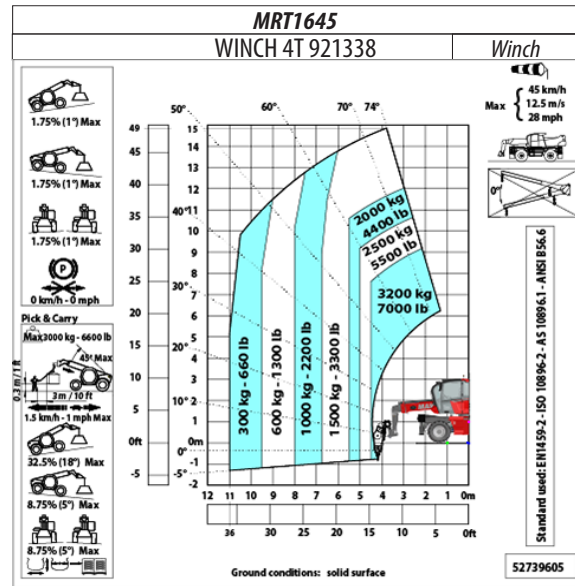 MRT1645
WINCH 4T 921338
Winch
1.75% (1°) Max
1.75% (1°) Max
1.75% (1°) Max
P
0 km/h - 0 mph
Pick & Carry
Max 3000 kg - 6600 lb
45° Max
0.3 m / 1 ft
3 m / 10 ft
1.5 km/h - 1 mph Max
32.5% (18°) Max
8.75% (5°) Max
8.75% (5°) Max
50° 60° 70° 74°
40°
30°
20°
10°
0°
-5°
49
45
40
35
30
25
20
15
10
5
0ft
-5
15
14
13
12
11
10
9
8
7
6
5
4
3
2
1
0m
-1
-2
2000 kg
4400 lb
2500 kg
5500 lb
3200 kg
7000 lb
300 kg - 660 lb
600 kg - 1300 lb
1000 kg - 2200 lb
1500 kg - 3300 lb
12 11 10 9 8 7 6 5 4 3 2 1 0m
36 30 25 20 15 10 5 0ft
Ground conditions: solid surface
Max
45 km/h
12.5 m/s
28 mph
0°
Standard used: EN1459-2 - ISO 10896-2 - AS 10896.1 - ANSI B56.6
52739605